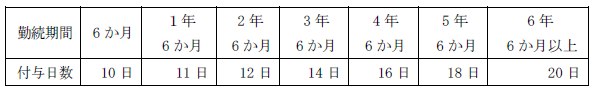 勤続期間 6か月 1年 2年 3年 4年 5年 6年
6か月 6か月 6か月 6か月 6か月 6か月以上
付与日数 10日 11日 12日 14日 16日 18日 20日